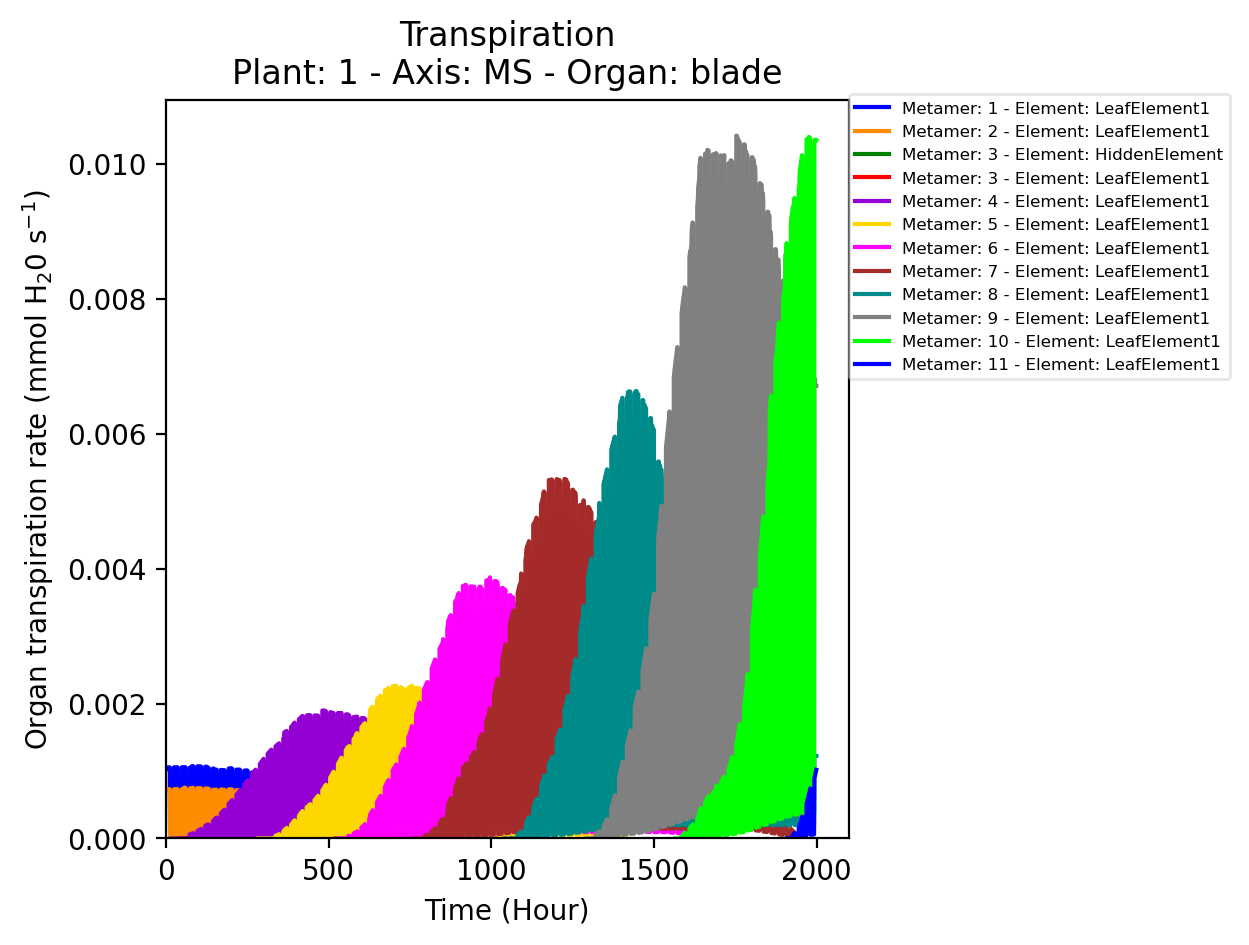 Transpiration
Plant: 1 - Axis: MS - Organ: blade
Organ transpiration rate (mmol H₂0 s⁻¹)
0.010
0.008
0.006
0.004
0.002
0.000
0 500 1000 1500 2000
Time (Hour)
Metamer: 1 - Element: LeafElement1
Metamer: 2 - Element: LeafElement1
Metamer: 3 - Element: HiddenElement
Metamer: 3 - Element: LeafElement1
Metamer: 4 - Element: LeafElement1
Metamer: 5 - Element: LeafElement1
Metamer: 6 - Element: LeafElement1
Metamer: 7 - Element: LeafElement1
Metamer: 8 - Element: LeafElement1
Metamer: 9 - Element: LeafElement1
Metamer: 10 - Element: LeafElement1
Metamer: 11 - Element: LeafElement1